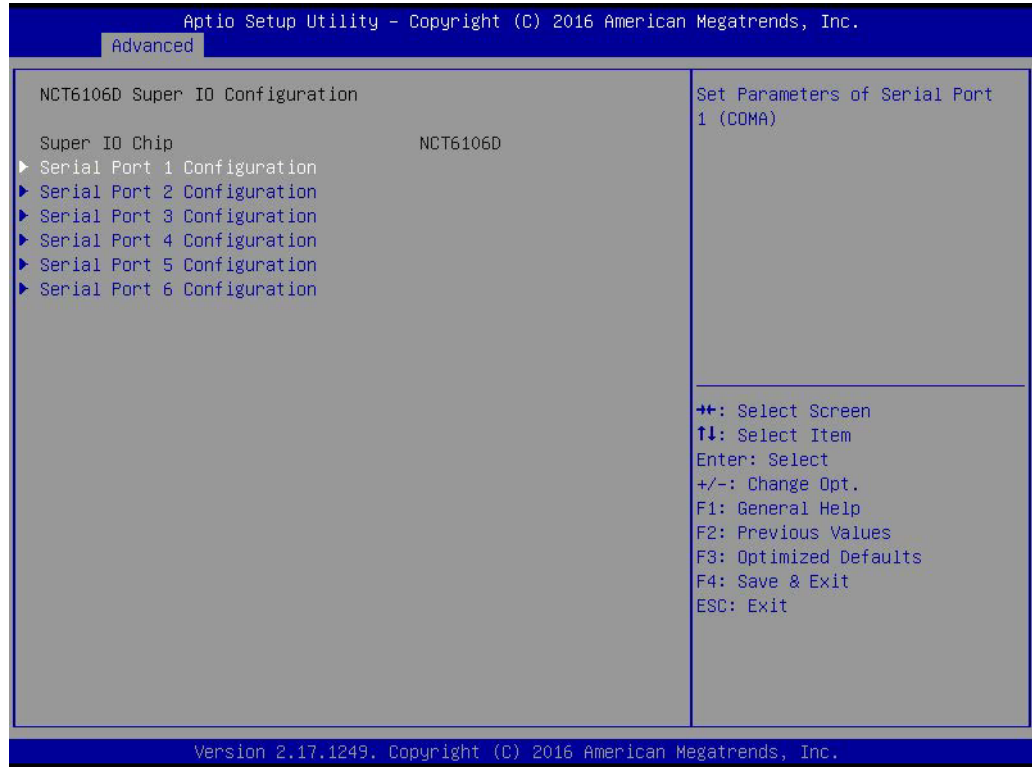 Aptio Setup Utility – Copyright (C) 2016 American Megatrends, Inc.
Advanced
NCT6106D Super IO Configuration
Super IO Chip NCT6106D
Serial Port 1 Configuration
Serial Port 2 Configuration
Serial Port 3 Configuration
Serial Port 4 Configuration
Serial Port 5 Configuration
Serial Port 6 Configuration
Set Parameters of Serial Port
1 (COMA)
→←: Select Screen
↑↓: Select Item
Enter: Select
+/-: Change Opt.
F1: General Help
F2: Previous Values
F3: Optimized Defaults
F4: Save & Exit
ESC: Exit
Version 2.17.1249. Copyright (C) 2016 American Megatrends, Inc.